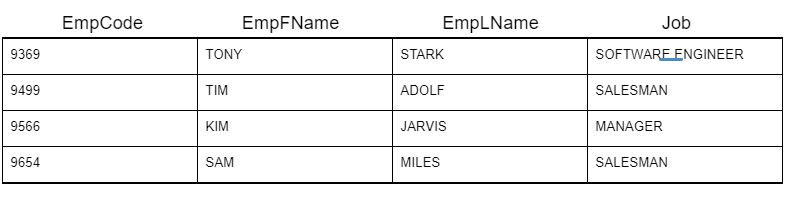 EmpCode EmpFName EmpLName Job
9369 TONY STARK SOFTWARE ENGINEER
9499 TIM ADOLF SALESMAN
9566 KIM JARVIS MANAGER
9654 SAM MILES SALESMAN